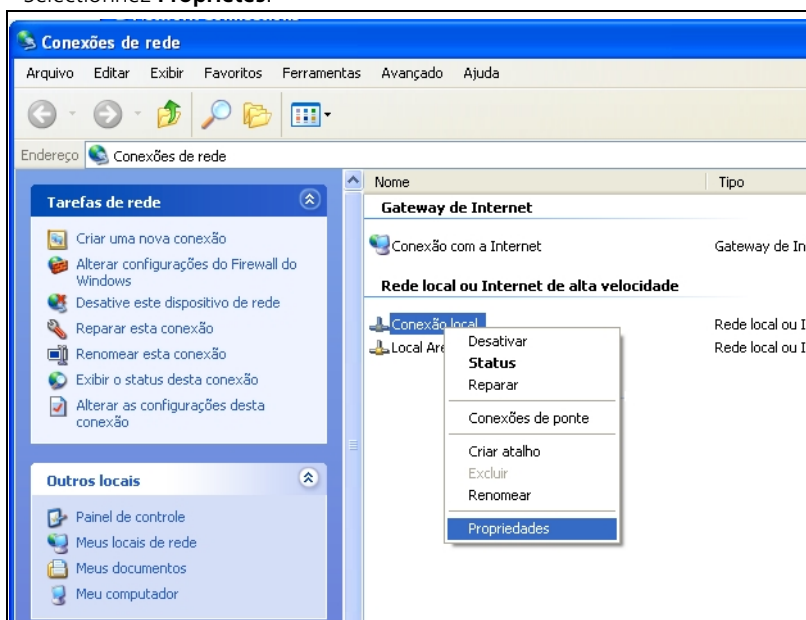 Sélectionnez Propriétés.
Conexões de rede
Arquivo Editar Exibir Favoritos Ferramentas Avançado Ajuda
Endereço Conexões de rede
Tarefas de rede
Criar uma nova conexão
Alterar configurações do Firewall do
Windows
Desative este dispositivo de rede
Reparar esta conexão
Renomear esta conexão
Exibir o status desta conexão
Alterar as configurações desta
conexão
Outros locais
Painel de controle
Meus locais de rede
Meus documentos
Meu computador
Nome Tipo
Gateway de Internet
Conexão com a Internet Gateway de In
Rede local ou Internet de alta velocidade
Conexão local Rede local ou I
Local Are Rede local ou I
Desativar
Status
Reparar
Conexões de ponte
Criar atalho
Excluir
Renomear
Propriedades